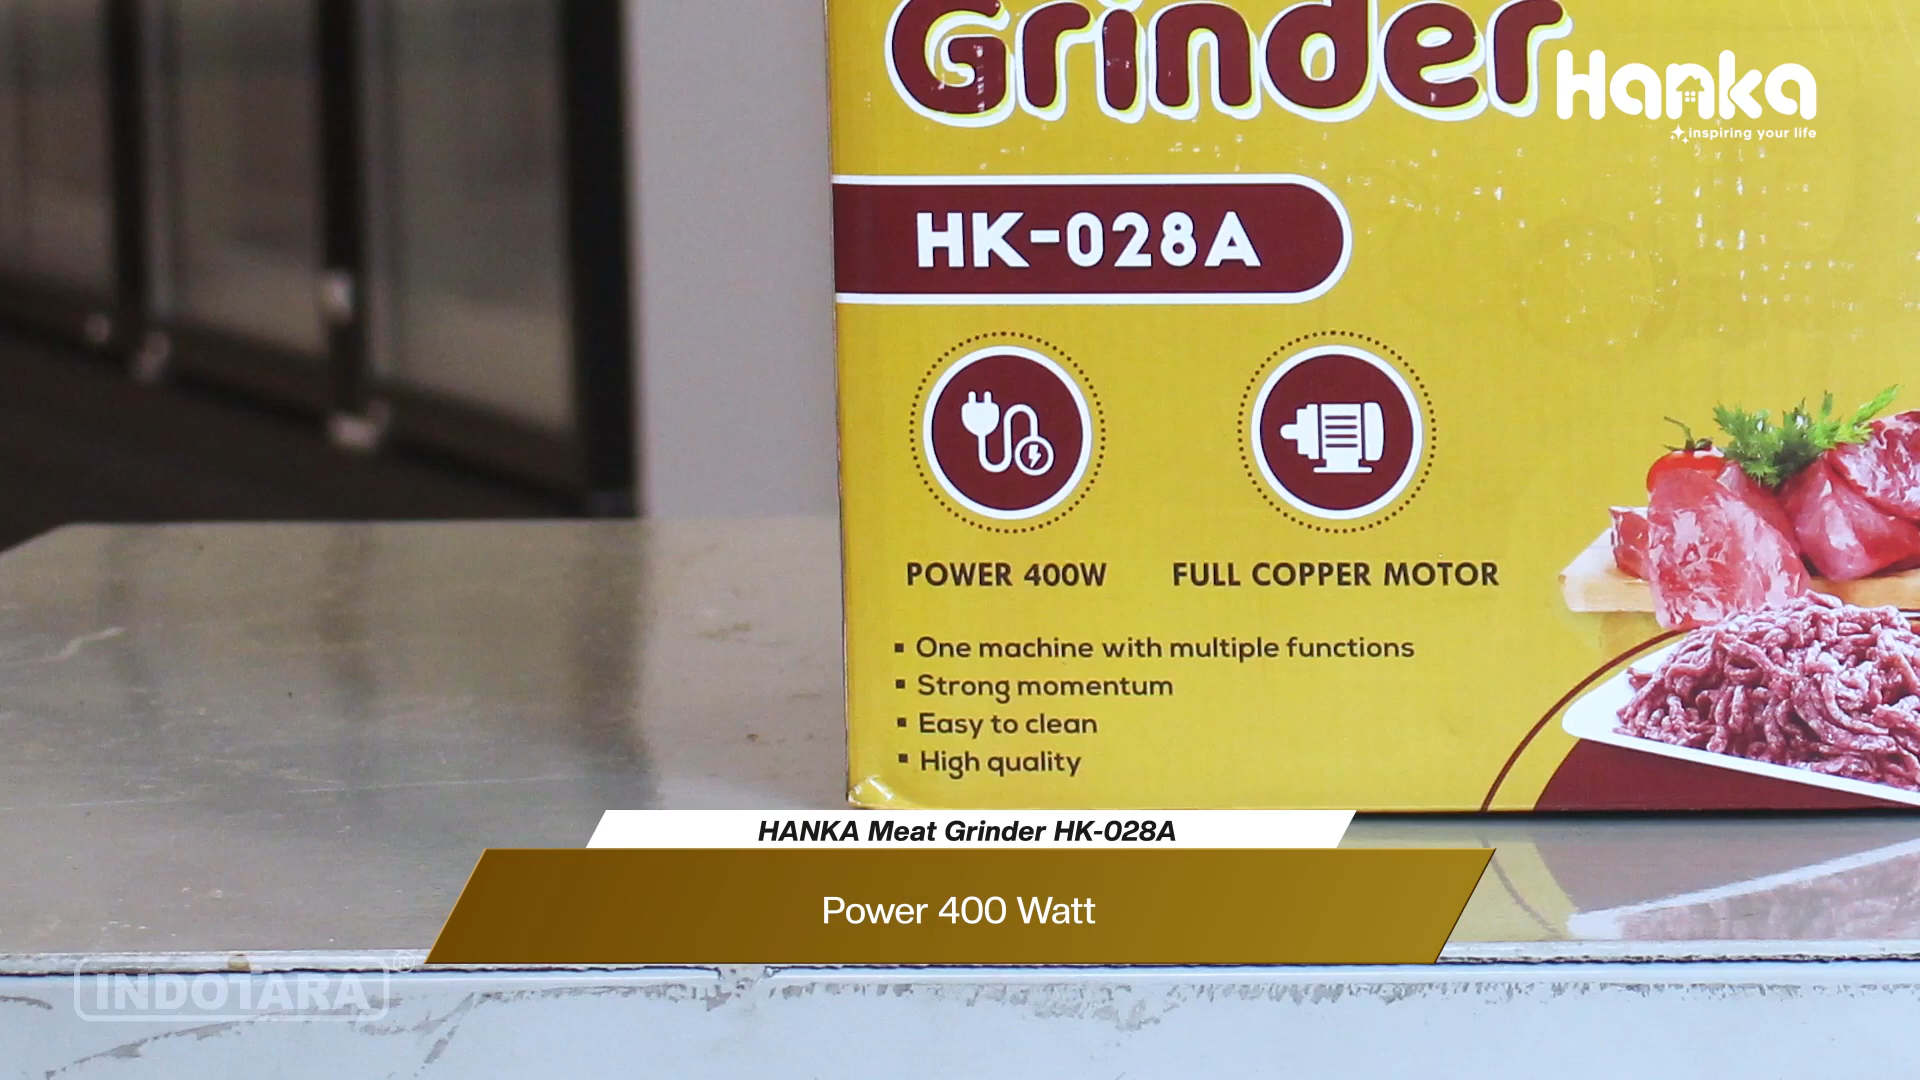 Grinder
Hanka
inspiring your life
HK-028A
POWER 400W
FULL COPPER MOTOR
One machine with multiple functions
Strong momentum
Easy to clean
High quality
HANKA Meat Grinder HK-028A
Power 400 Watt
INDOTARA®